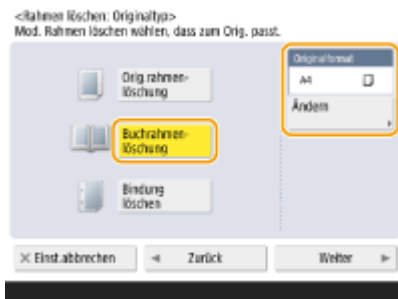 <Rahmen löschen: Originaltyp>
Mod. Rahmen löschen wählen, dass zum Orig. passt.
Originalformat
Orig.rahmen-
löschung
A4
Ändern
Buchrahmen-
löschung
Bindung
löschen
Einst.abbrechen
Zurück
Weiter